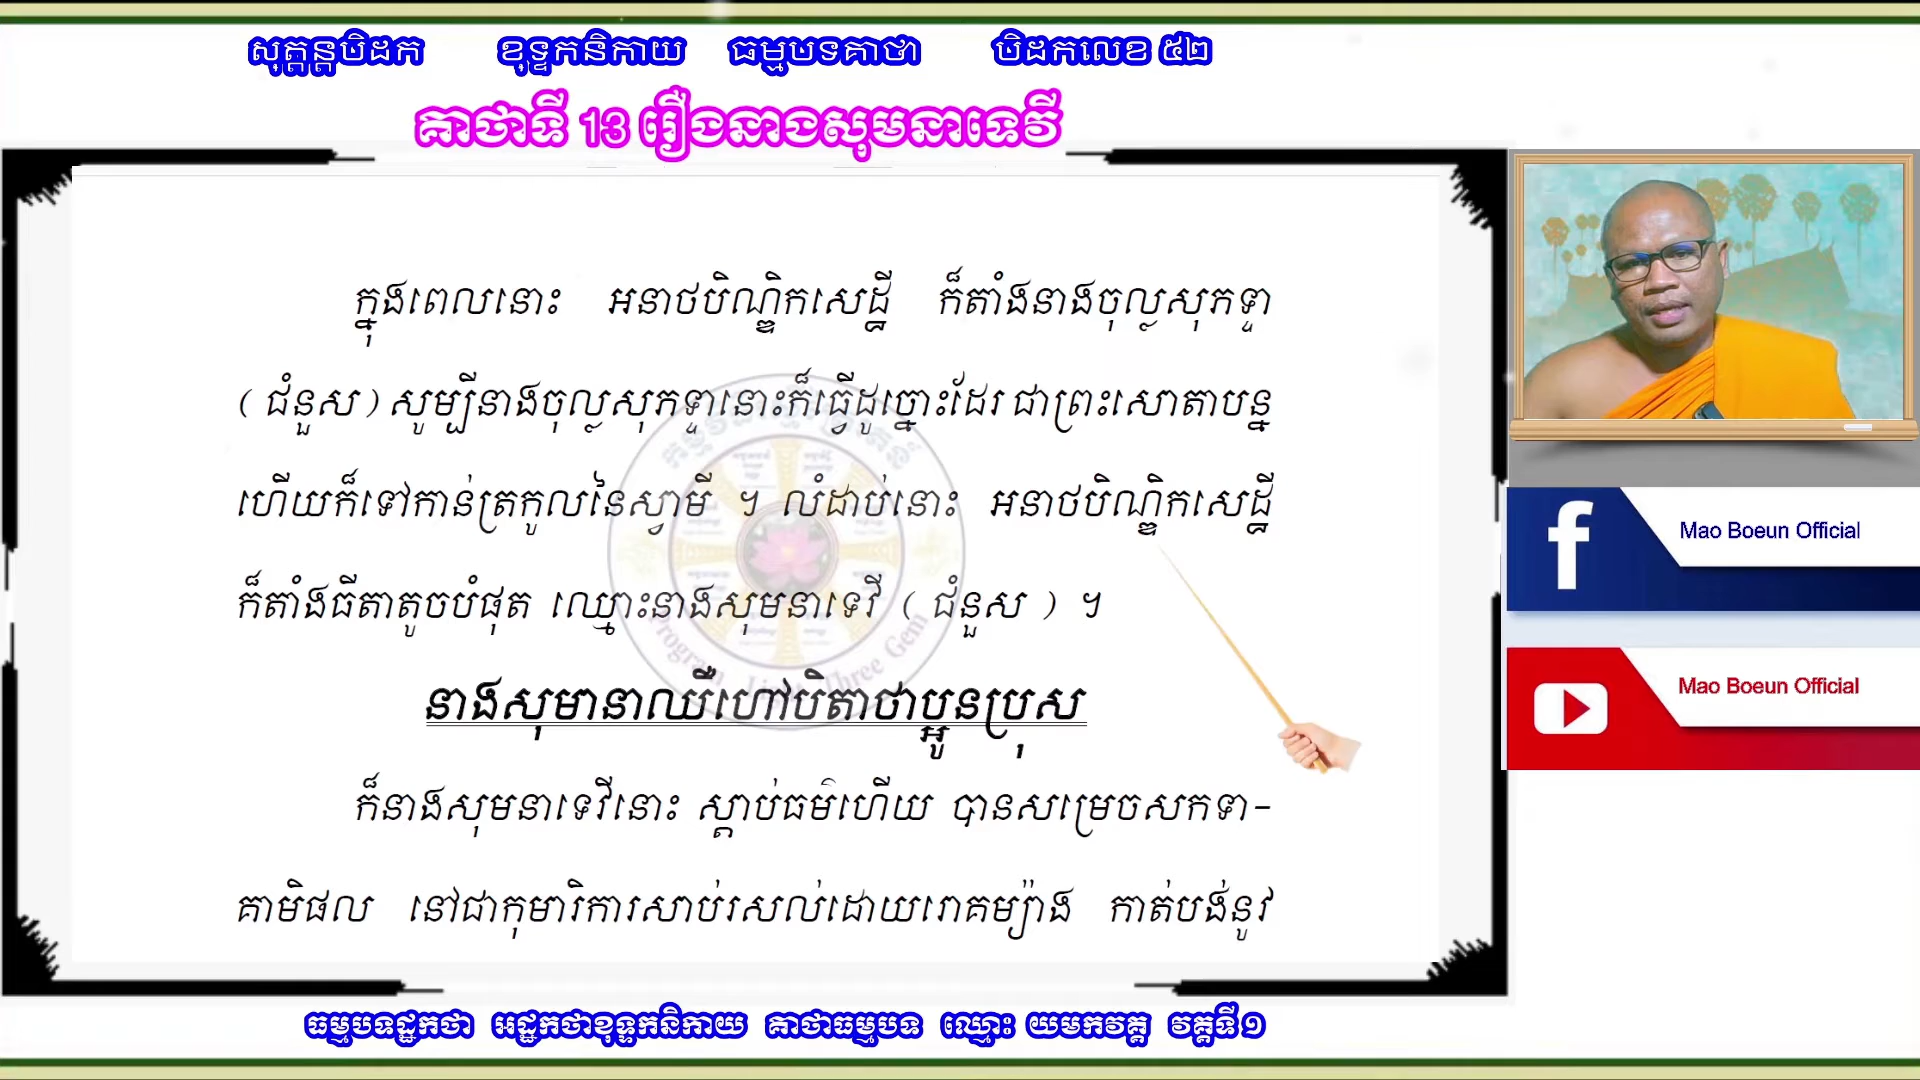 សុត្តន្តបិដក ខុទ្ទកនិកាយ ធម្មបទគាថា បិដកលេខ ៥២
គាថាទី 13 រឿងនាងសុមនាទេវី
ក្នុងពេលនោះ អនាថបិណ្ឌិកសេដ្ឋី ក៏តាំងនាងចុល្លសុភទ្ទា
( ជំនួស ) សូម្បីនាងចុល្លសុភទ្ទានោះក៏ធ្វើដូច្នោះដែរ ជាព្រះសោតាបន្ន
ហើយក៏ទៅកាន់ត្រកូលនៃស្វាមី ។ លំដាប់នោះ អនាថបិណ្ឌិកសេដ្ឋី
ក៏តាំងធីតាតូចបំផុត ឈ្មោះនាងសុមនាទេវី ( ជំនួស ) ។
នាងសុមានាឈឺហៅបិតាថាប្អូនប្រុស
ក៏នាងសុមនាទេវីនោះ ស្តាប់ធម៌ហើយ បានសម្រេចសកទា-
គាមិផល នៅជាកុមារិការសាប់រសល់ដោយរោគម្យ៉ាង កាត់បង់នូវ
Program Light Three Gem
Mao Boeun Official
Mao Boeun Official
ធម្មបទដ្ឋកថា អដ្ឋកថាខុទ្ទកនិកាយ គាថាធម្មបទ ឈ្មោះ យមកវគ្គ វគ្គទី ១